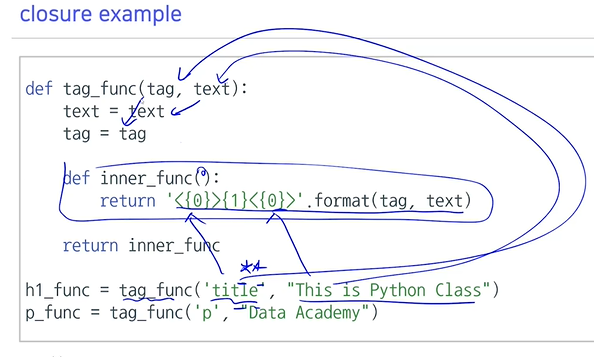 closure example
def tag_func(tag, text):
text = text
tag = tag
def inner_func():
return '<{0}>{1}<{0}>'.format(tag, text)
return inner_func
**
h1_func = tag_func('title', "This is Python Class")
p_func = tag_func('p', "Data Academy")